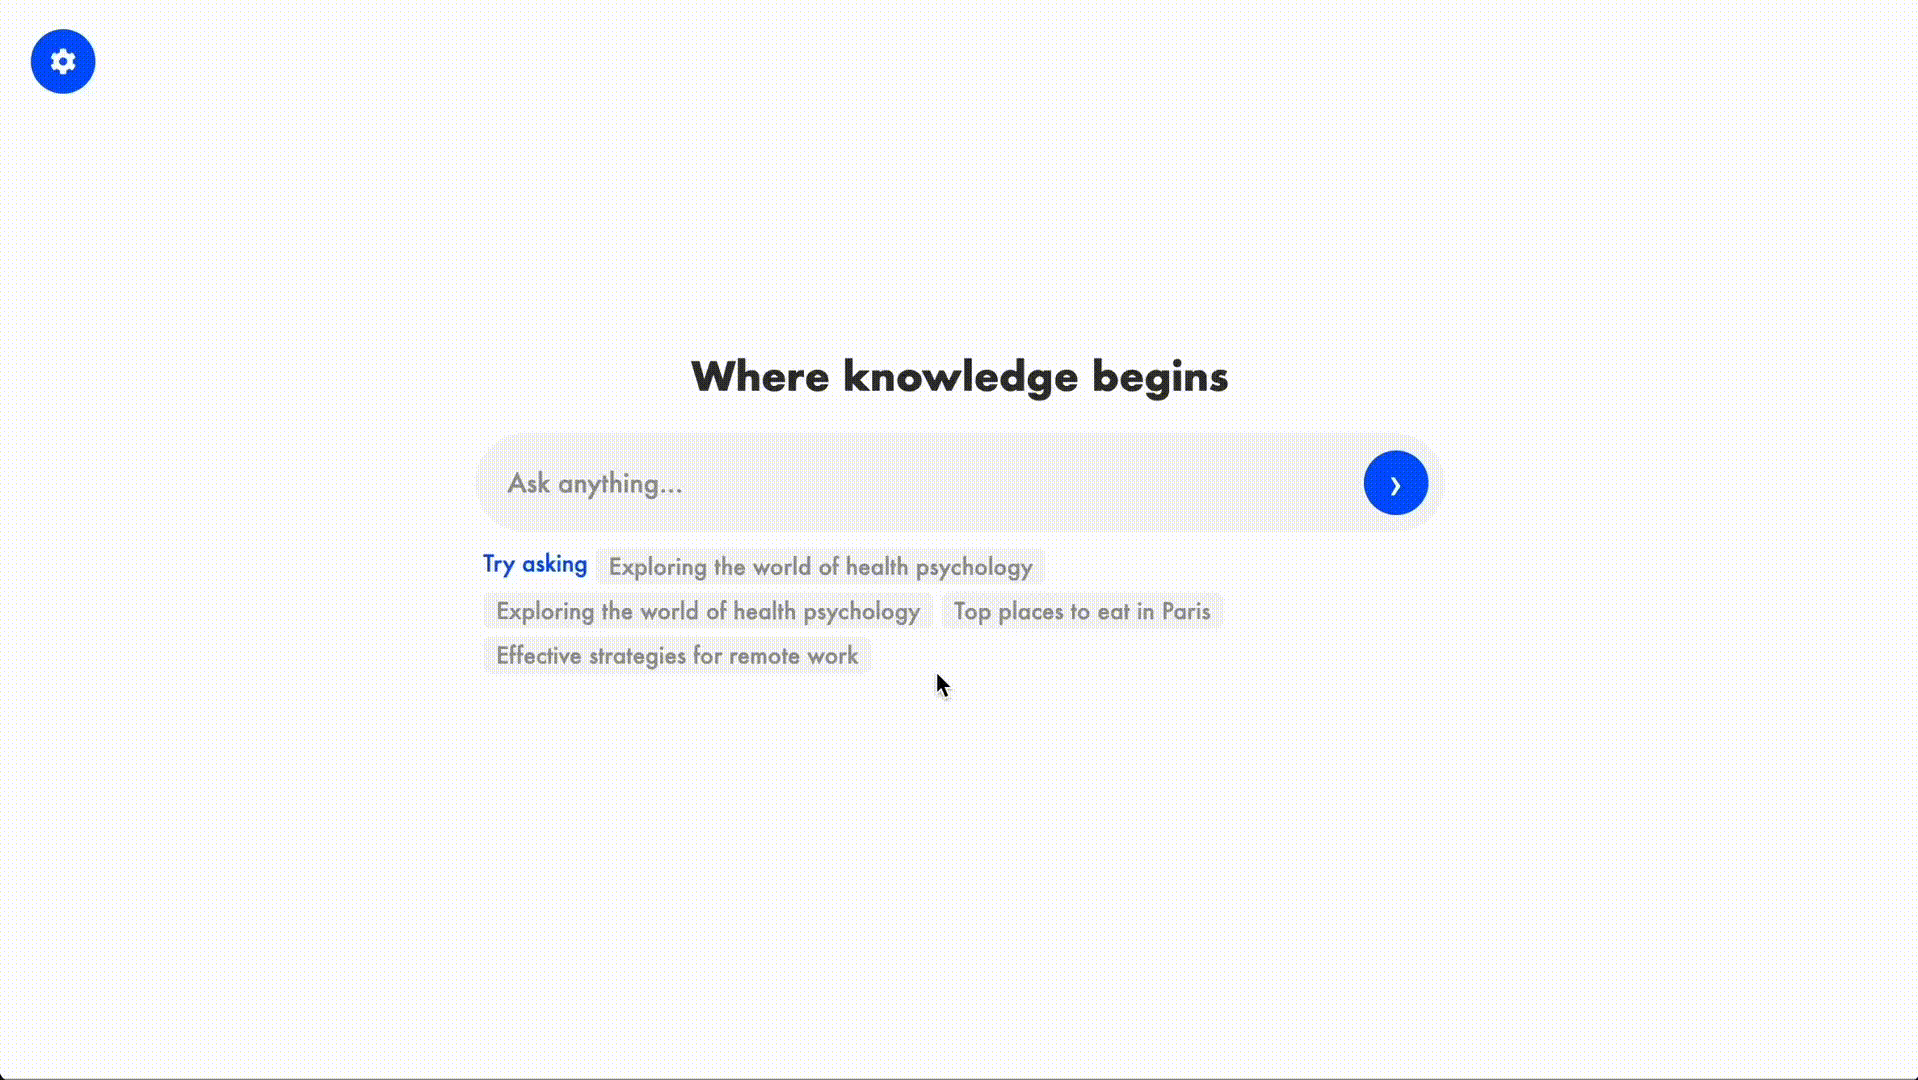 Where knowledge begins
Ask anything...
Try asking Exploring the world of health psychology
Exploring the world of health psychology Top places to eat in Paris
Effective strategies for remote work